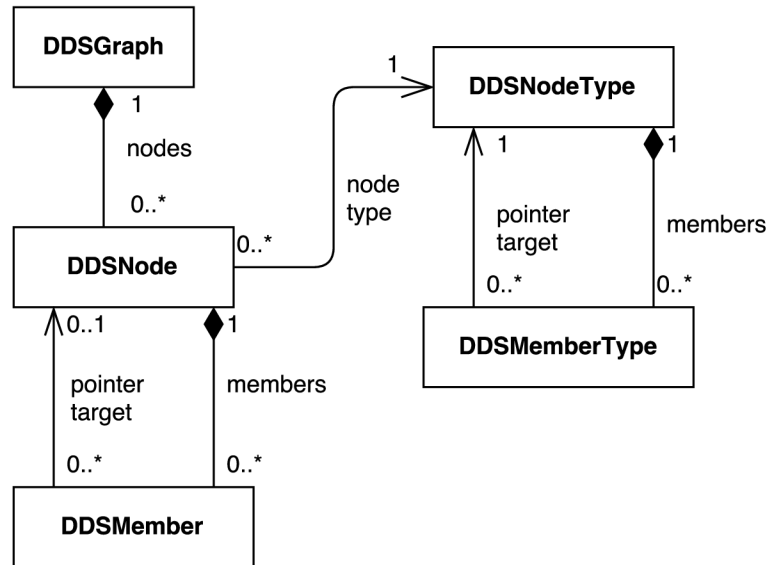 DDSGraph
1
nodes
0..*
DDSNode
0..*
node
type
1
DDSNodeType
1
pointer
target
0..*
1
members
0..*
DDSMemberType
0..1
pointer
target
0..*
1
members
0..*
DDSMember